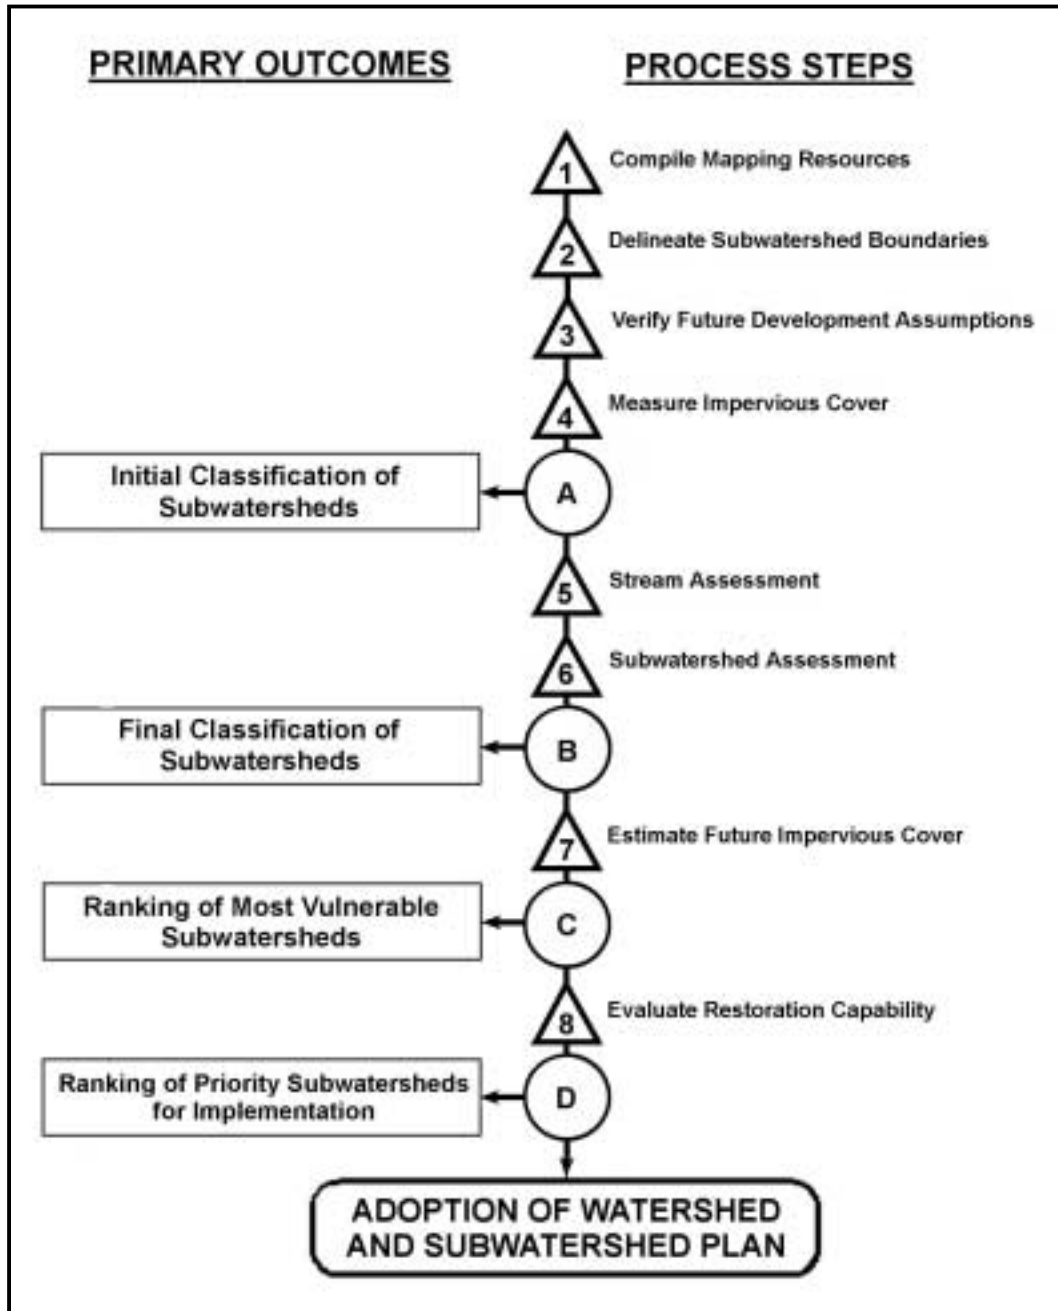 PRIMARY OUTCOMES
PROCESS STEPS
1
Compile Mapping Resources
2
Delineate Subwatershed Boundaries
3
Verify Future Development Assumptions
4
Measure Impervious Cover
Initial Classification of
Subwatersheds
A
5
Stream Assessment
6
Subwatershed Assessment
Final Classification of
Subwatersheds
B
7
Estimate Future Impervious Cover
Ranking of Most Vulnerable
Subwatersheds
C
8
Evaluate Restoration Capability
Ranking of Priority Subwatersheds
for Implementation
D
ADOPTION OF WATERSHED
AND SUBWATERSHED PLAN